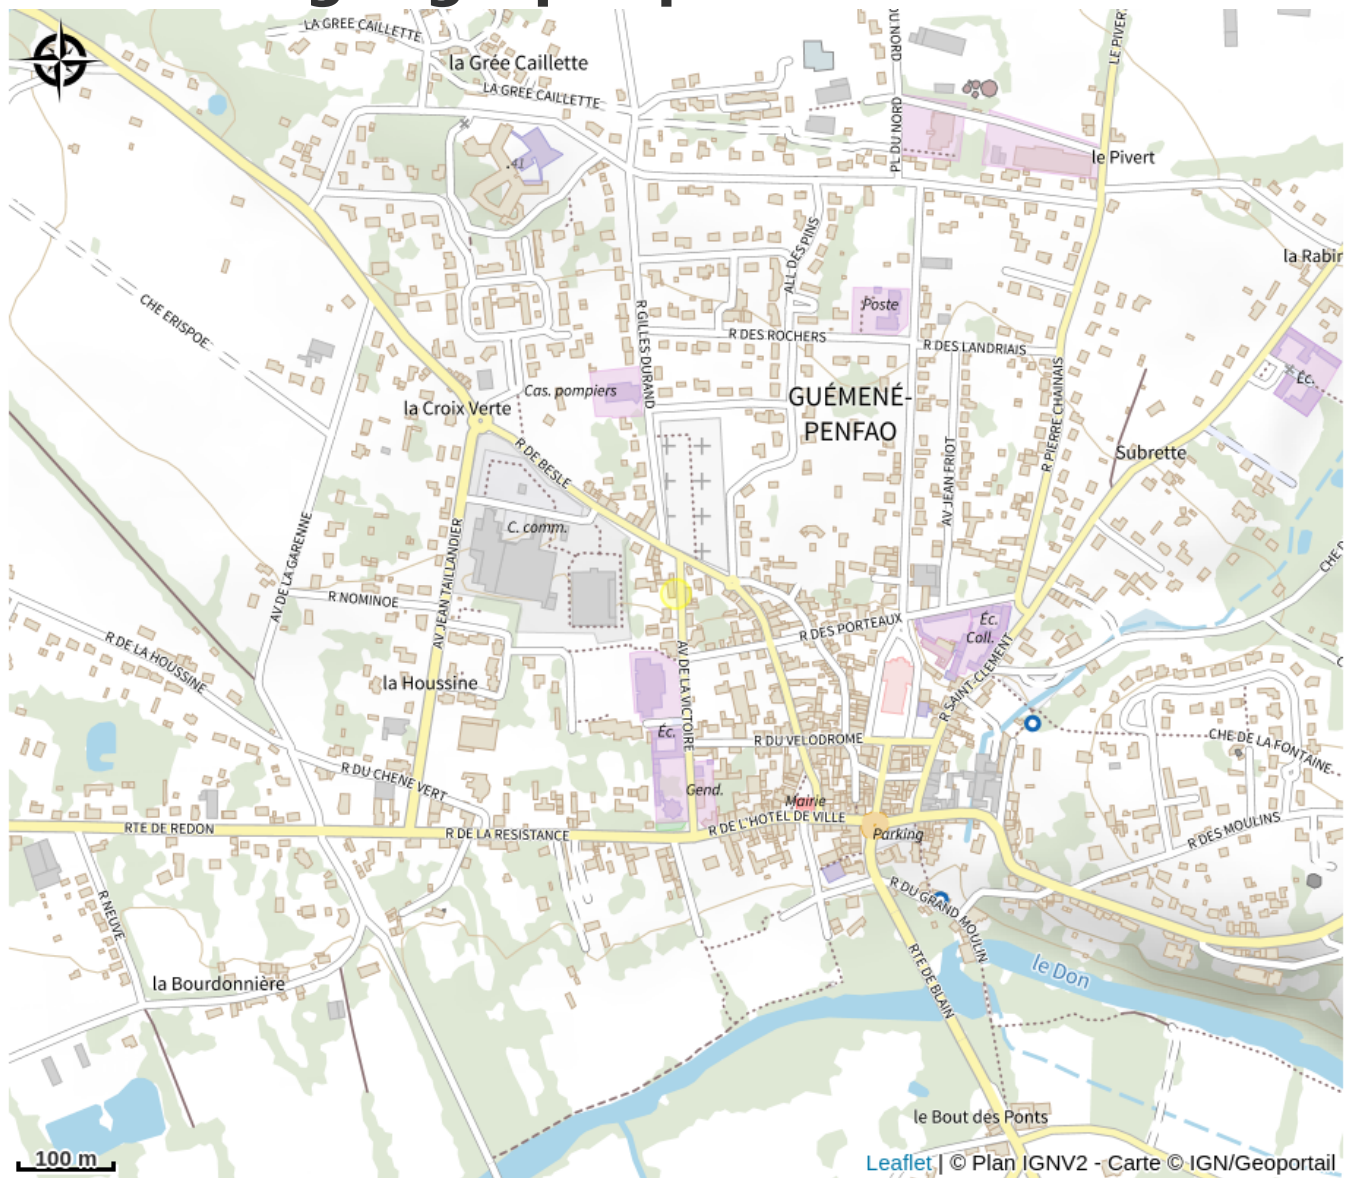 LA GREE CAILLETTE
la Grée Caillette
LA GREE CAILLETTE
DU NORD
PL DU NORD
LE PIVERT
le Pivert
.41
la Rabin
CHE ERISPOE
R GILLES DURAND
ALL DES PINS
Poste
R DES ROCHERS
R DES LANDRIAIS
Éc.
Cas. pompiers
la Croix Verte
GUÉMENÉ-
PENFAO
R PIERRE CHAINAIS
R DE BESLE
Subrette
AV JEAN FRIOT
C. comm.
AV DE LA GARENNE
AV JEAN TAILLANDIER
CHE D
R NOMINOE
R DES PORTEAUX
Éc.
Coll.
R DE LA HOUSSINE
la Houssine
AV DE LA VICTOIRE
R SAINT-CLEMENT
Éc.
R DU VELODROME
CHE DE LA FONTAINE
R DU CHENE VERT
Gend.
Mairie
RTE DE REDON
R DE LA RESISTANCE
R DE L'HOTEL DE VILLE
Parking
R DES MOULINS
R NEUVE
R DU GRAND MOULIN
RTE DE BLAIN
le Don
la Bourdonnière
le Bout des Ponts
100 m
Leaflet | © Plan IGNV2 - Carte © IGN/Geoportail